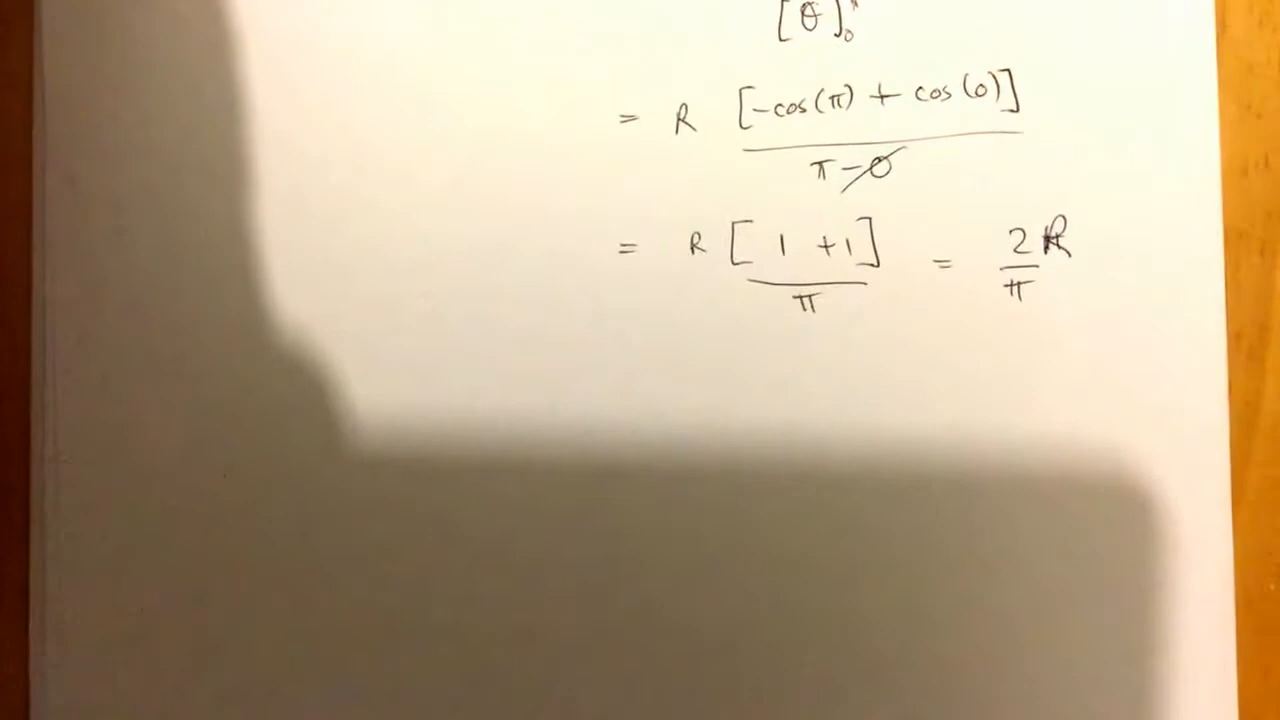 [θ]₀^π
= R [-cos(π) + cos(0)] / π-0
= R [1 +1] / π = 2R / π